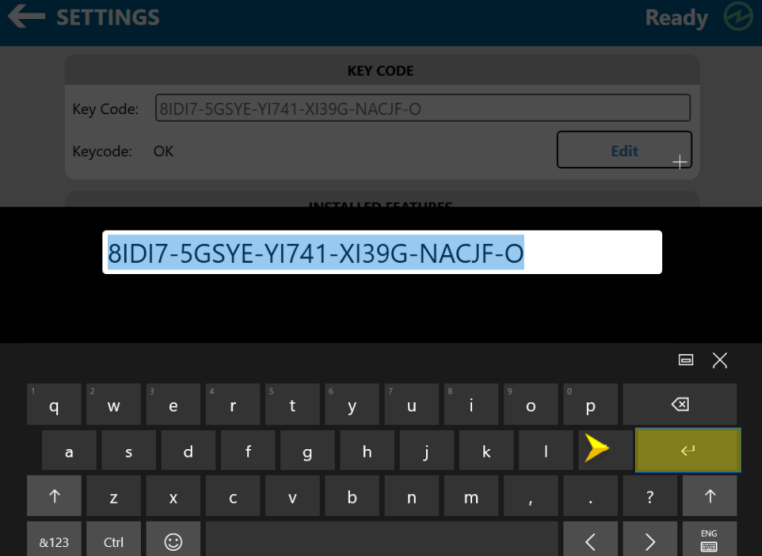 SETTINGS
Ready
KEY CODE
Key Code: 8IDI7-5GSYE-YI741-XI39G-NACJF-O
Keycode: OK
Edit
INSTALLED FEATURES
8IDI7-5GSYE-YI741-XI39G-NACJF-O
1 2 3 4 5 6 7 8 9 0
q w e r t y u i o p
a s d f g h j k l
z x c v b n m , . ?
&123 Ctrl < > ENG